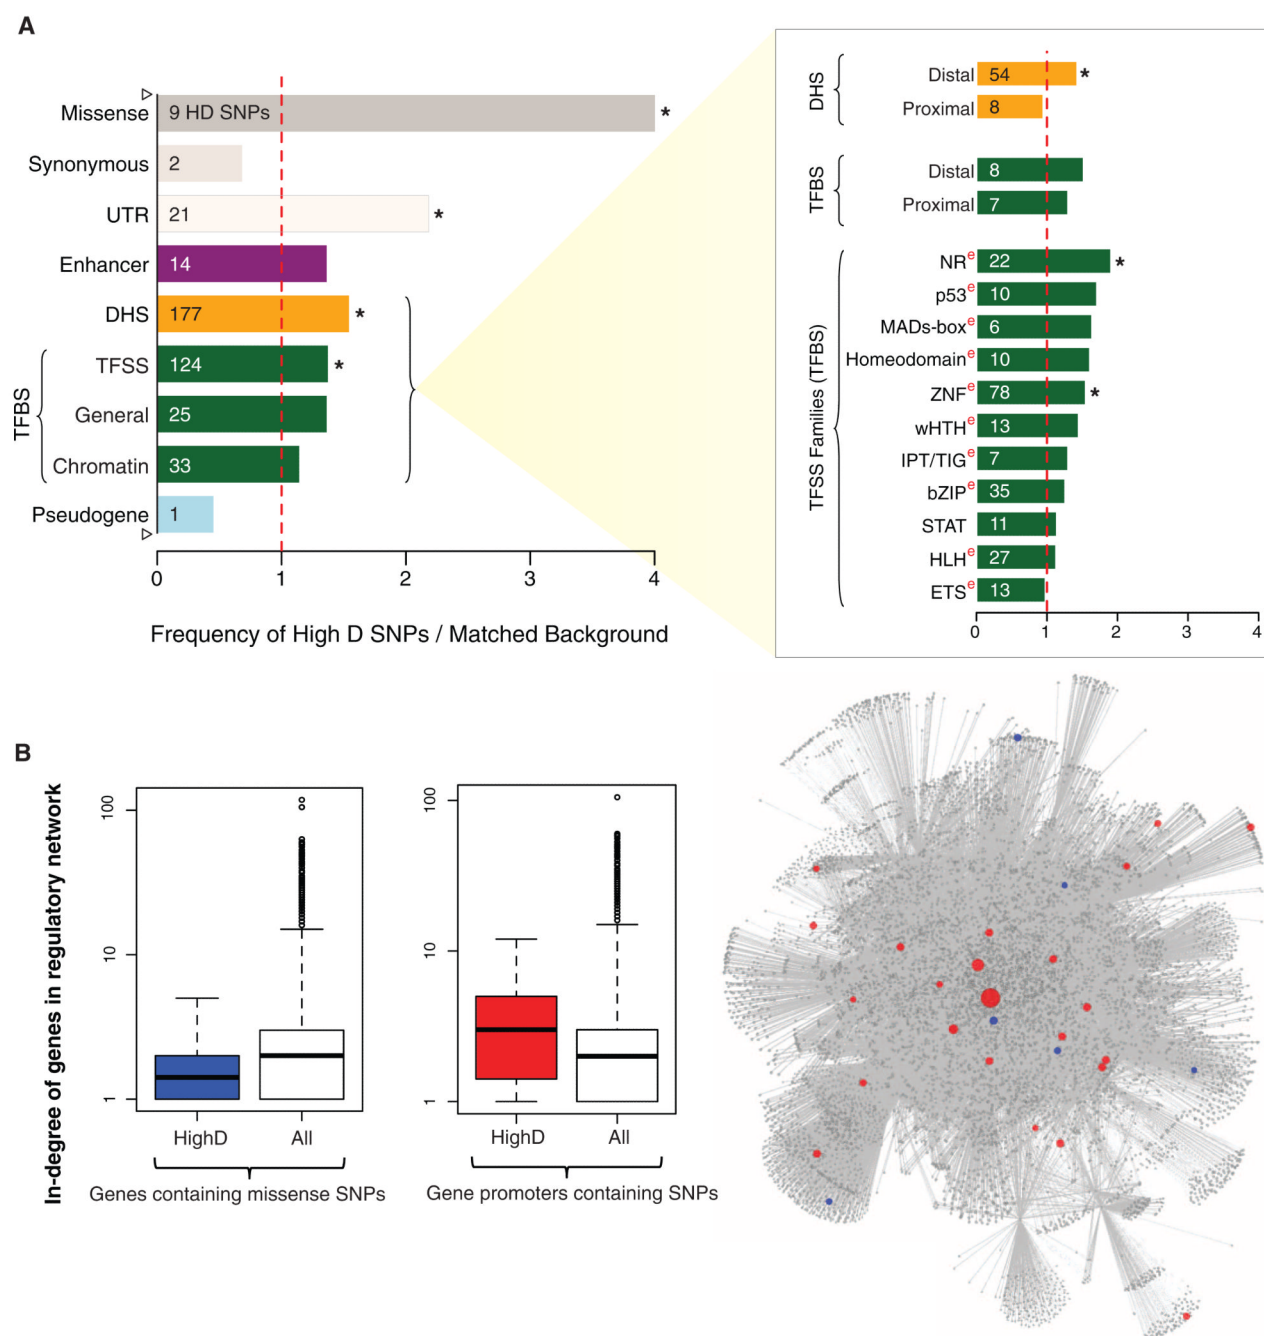 A
Missense
9 HD SNPs
*
Synonymous
2
UTR
21
*
Enhancer
14
DHS
177
*
TFBS
TFSS
124
*
General
25
Chromatin
33
Pseudogene
1
0 1 2 3 4
Frequency of High D SNPs / Matched Background
DHS
Distal
54
*
Proximal
8
TFBS
Distal
8
Proximal
7
TFSS Families (TFBS)
NRe
22
*
p53e
10
MADs-boxe
6
Homeodomaine
10
ZNFe
78
*
wHTHe
13
IPT/TIGe
7
bZIPe
35
STAT
11
HLHe
27
ETSe
13
0 1 2 3 4
B
In-degree of genes in regulatory network
100
10
1
HighD All
Genes containing missense SNPs
100
10
1
HighD All
Gene promoters containing SNPs